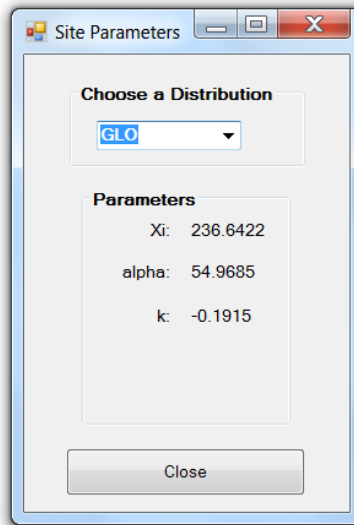 Site Parameters
Choose a Distribution
GLO
Parameters
Xi: 236.6422
alpha: 54.9685
k: -0.1915
Close